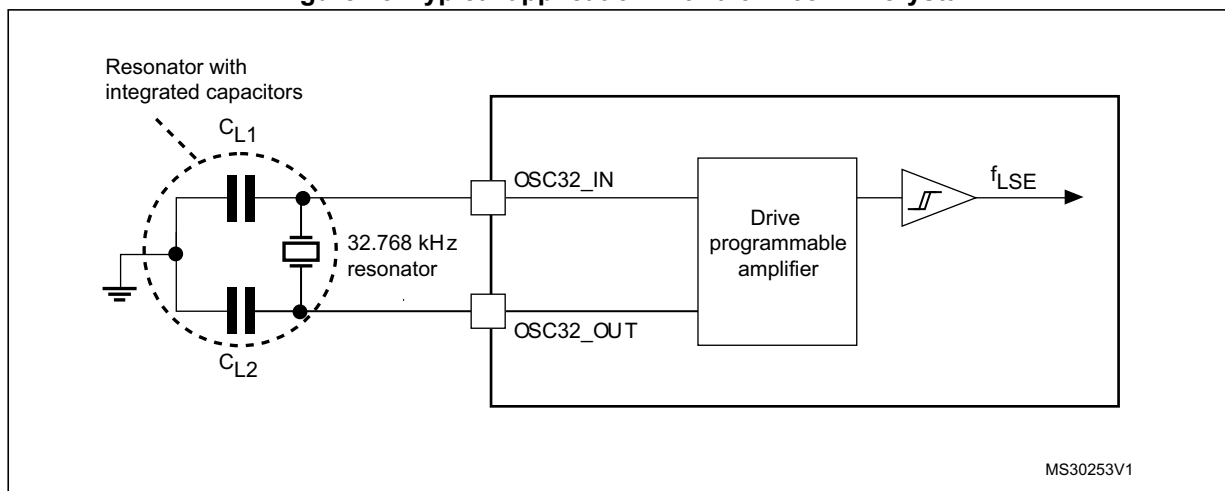 Resonator with
integrated capacitors
CL1
OSC32_IN
fLSE
Drive
programmable
amplifier
32.768 kHz
resonator
OSC32_OUT
CL2
MS30253V1